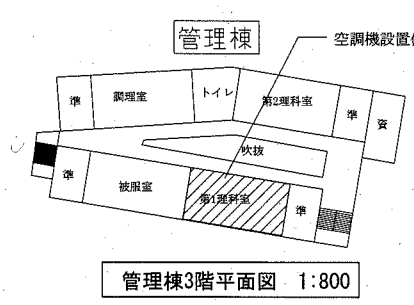 管理棟
空調機設置
準
調理室
トイレ
第2理科室
準
資
吹抜
準
被服室
第1理科室
準
管理棟3階平面図 1:800